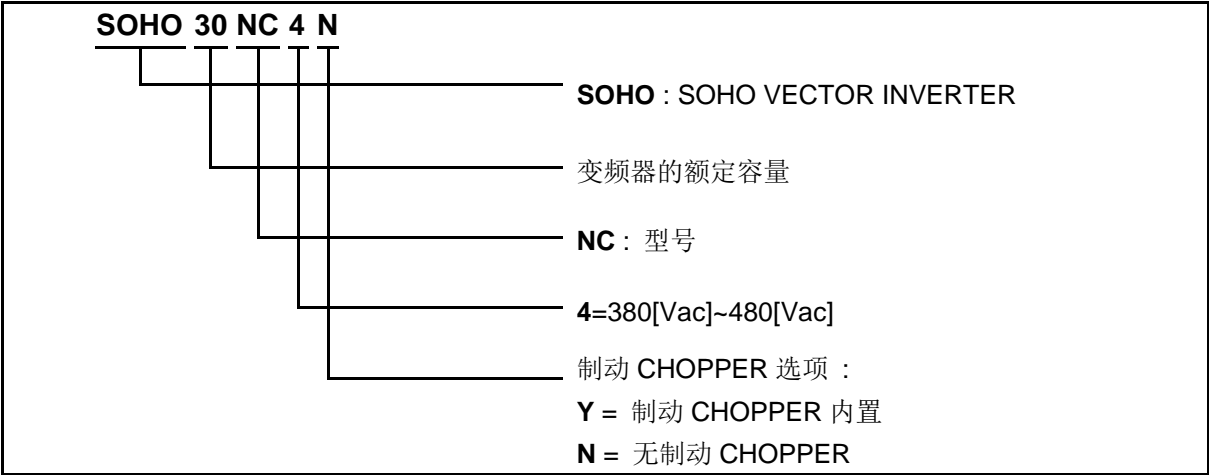 SOHO 30 NC 4 N
SOHO : SOHO VECTOR INVERTER
变频器的额定容量
NC : 型号
4=380[Vac]~480[Vac]
制动 CHOPPER 选项 :
Y = 制动 CHOPPER 内置
N = 无制动 CHOPPER